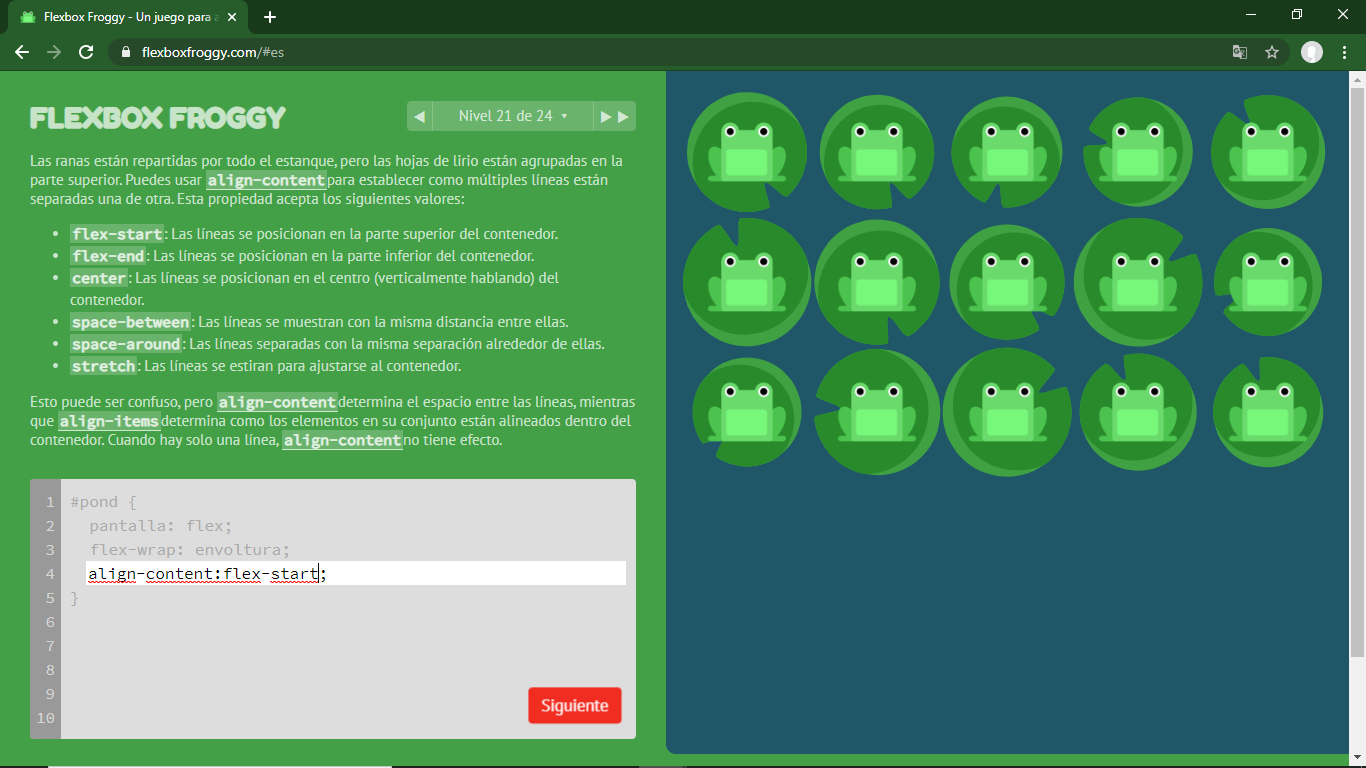 Flexbox Froggy - Un juego para a
flexboxfroggy.com/#es
FLEXBOX FROGGY
◀ Nivel 21 de 24 ▾ ▶ ▶
Las ranas están repartidas por todo el estanque, pero las hojas de lirio están agrupadas en la
parte superior. Puedes usar align-content para establecer como múltiples líneas están
separadas una de otra. Esta propiedad acepta los siguientes valores:
• flex-start: Las líneas se posicionan en la parte superior del contenedor.
• flex-end: Las líneas se posicionan en la parte inferior del contenedor.
• center: Las líneas se posicionan en el centro (verticalmente hablando) del
contenedor.
• space-between: Las líneas se muestran con la misma distancia entre ellas.
• space-around: Las líneas separadas con la misma separación alrededor de ellas.
• stretch: Las líneas se estiran para ajustarse al contenedor.
Esto puede ser confuso, pero align-content determina el espacio entre las líneas, mientras
que align-items determina como los elementos en su conjunto están alineados dentro del
contenedor. Cuando hay solo una línea, align-content no tiene efecto.
1 #pond {
2 pantalla: flex;
3 flex-wrap: envoltura;
4 align-content:flex-start;
5 }
6
7
8
9
10
Siguiente